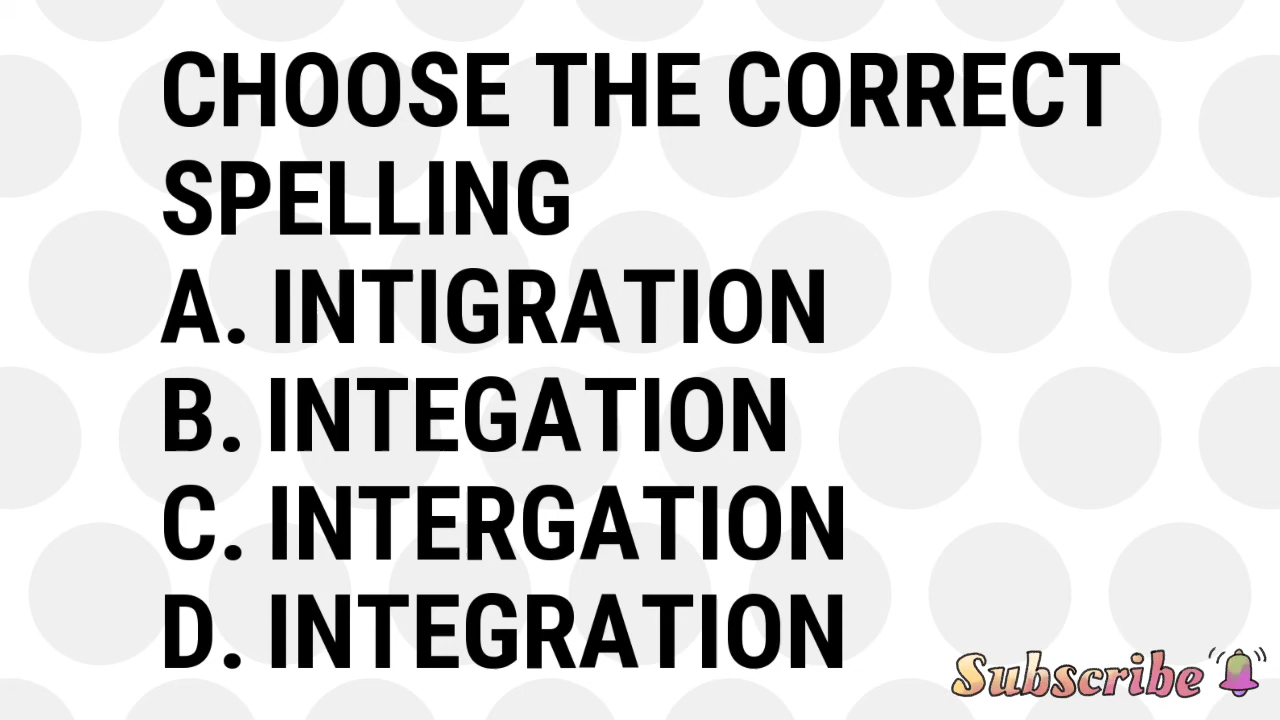 CHOOSE THE CORRECT
SPELLING
A. INTIGRATION
B. INTEGATION
C. INTERGATION
D. INTEGRATION
Subscribe